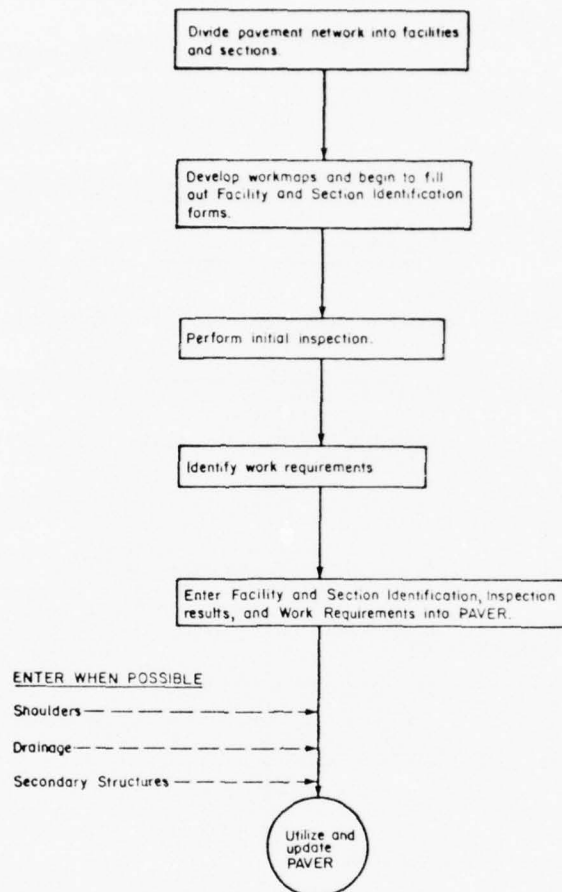 Divide pavement network into facilities
and sections.
Develop workmaps and begin to fill
out Facility and Section Identification
forms.
Perform initial inspection.
Identify work requirements
Enter Facility and Section Identification, Inspection
results, and Work Requirements into PAVER.
ENTER WHEN POSSIBLE
Shoulders
Drainage
Secondary Structures
Utilize and
update
PAVER